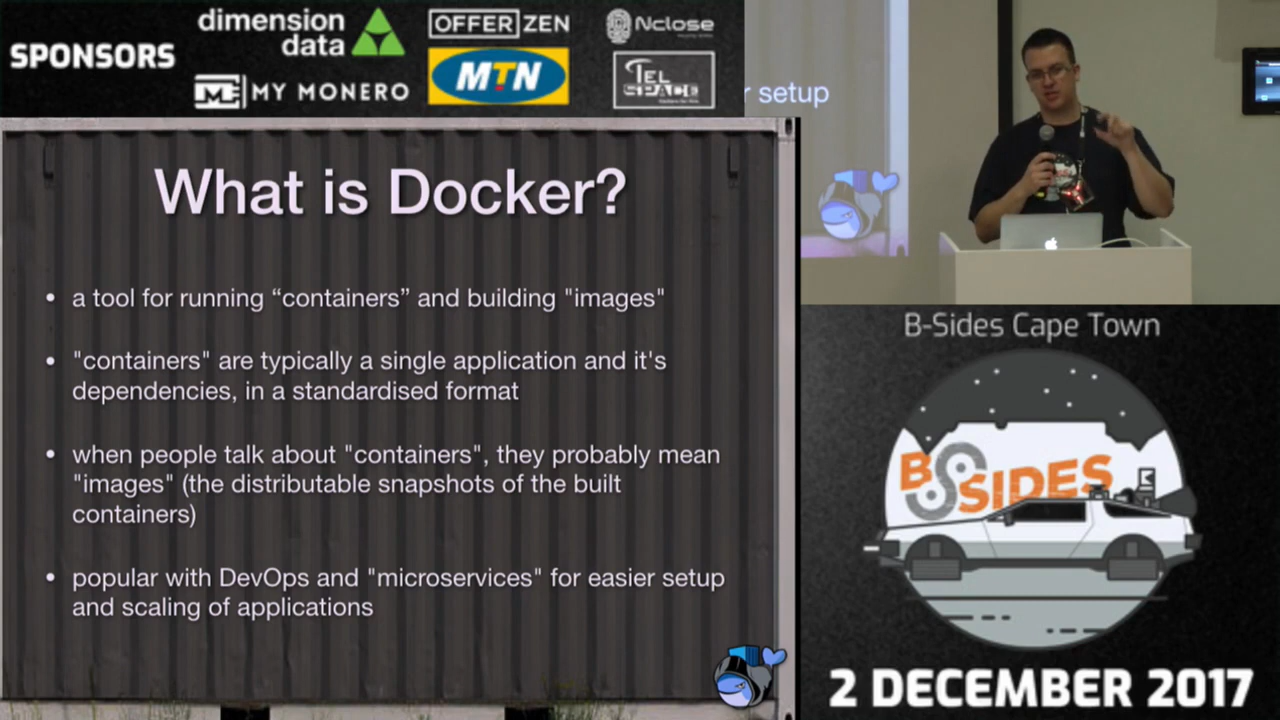 SPONSORS
dimension
data
OFFER ZEN
Nclose
MY MONERO
MTN
TEL
SPACE
r setup
What is Docker?
• a tool for running “containers” and building "images"
• "containers" are typically a single application and it's
dependencies, in a standardised format
• when people talk about "containers", they probably mean
"images" (the distributable snapshots of the built
containers)
• popular with DevOps and "microservices" for easier setup
and scaling of applications
B-Sides Cape Town
BSIDES
2 DECEMBER 2017